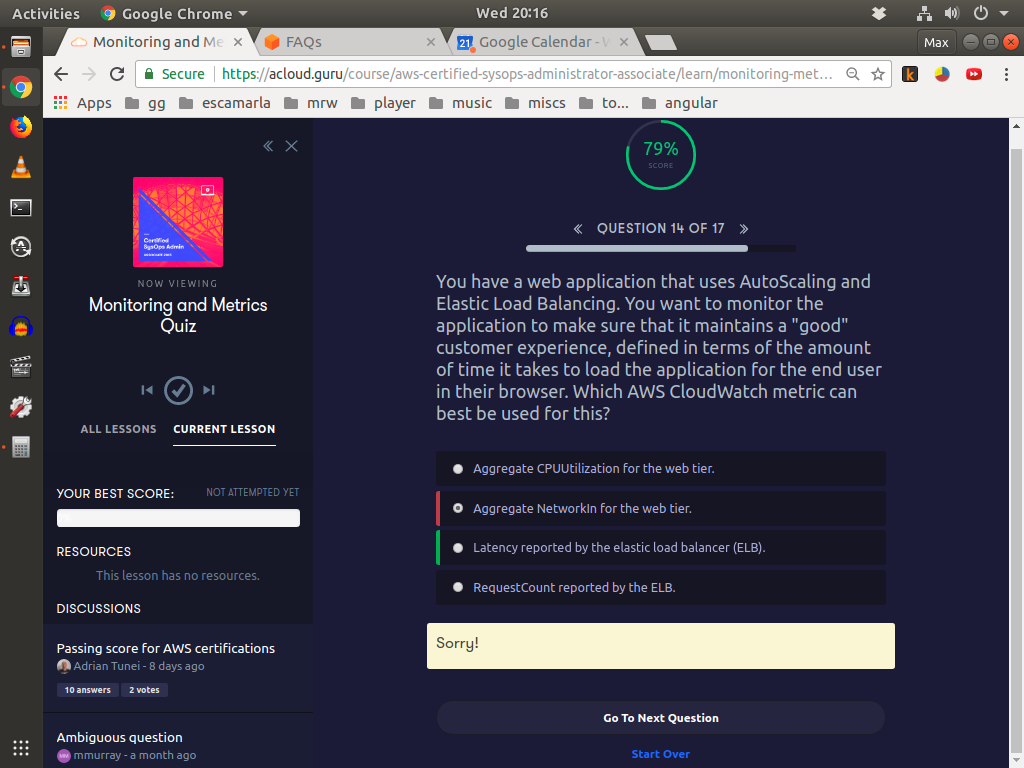 Activities Google Chrome Wed 20:16
Monitoring and Me FAQs 21 Google Calendar - W Max
Secure https://acloud.guru/course/aws-certified-sysops-administrator-associate/learn/monitoring-met...
Apps gg escamarla mrw player music miscs to... angular
Certified
SysOps Admin
NOW VIEWING
Monitoring and Metrics
Quiz
ALL LESSONS CURRENT LESSON
YOUR BEST SCORE: NOT ATTEMPTED YET
RESOURCES
This lesson has no resources.
DISCUSSIONS
Passing score for AWS certifications
Adrian Tunei - 8 days ago
10 answers 2 votes
Ambiguous question
MM mmurray - a month ago
79%
SCORE
« QUESTION 14 OF 17 »
You have a web application that uses AutoScaling and
Elastic Load Balancing. You want to monitor the
application to make sure that it maintains a "good"
customer experience, defined in terms of the amount
of time it takes to load the application for the end user
in their browser. Which AWS CloudWatch metric can
best be used for this?
Aggregate CPUUtilization for the web tier.
Aggregate NetworkIn for the web tier.
Latency reported by the elastic load balancer (ELB).
RequestCount reported by the ELB.
Sorry!
Go To Next Question
Start Over